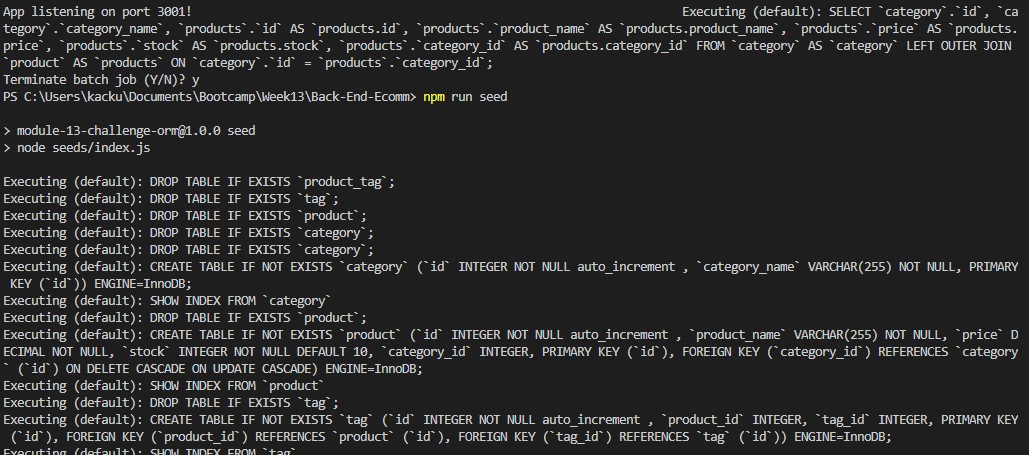 App listening on port 3001! Executing (default): SELECT `category`.`id`, `ca
tegory`.`category_name`, `products`.`id` AS `products.id`, `products`.`product_name` AS `products.product_name`, `products`.`price` AS `products.
price`, `products`.`stock` AS `products.stock`, `products`.`category_id` AS `products.category_id` FROM `category` AS `category` LEFT OUTER JOIN
`product` AS `products` ON `category`.`id` = `products`.`category_id`;
Terminate batch job (Y/N)? y
PS C:\Users\kacku\Documents\Bootcamp\Week13\Back-End-Ecomm> npm run seed
> module-13-challenge-orm@1.0.0 seed
> node seeds/index.js
Executing (default): DROP TABLE IF EXISTS `product_tag`;
Executing (default): DROP TABLE IF EXISTS `tag`;
Executing (default): DROP TABLE IF EXISTS `product`;
Executing (default): DROP TABLE IF EXISTS `category`;
Executing (default): DROP TABLE IF EXISTS `category`;
Executing (default): CREATE TABLE IF NOT EXISTS `category` (`id` INTEGER NOT NULL auto_increment , `category_name` VARCHAR(255) NOT NULL, PRIMARY
KEY (`id`)) ENGINE=InnoDB;
Executing (default): SHOW INDEX FROM `category`
Executing (default): DROP TABLE IF EXISTS `product`;
Executing (default): CREATE TABLE IF NOT EXISTS `product` (`id` INTEGER NOT NULL auto_increment , `product_name` VARCHAR(255) NOT NULL, `price` D
ECIMAL NOT NULL, `stock` INTEGER NOT NULL DEFAULT 10, `category_id` INTEGER, PRIMARY KEY (`id`), FOREIGN KEY (`category_id`) REFERENCES `category
` (`id`) ON DELETE CASCADE ON UPDATE CASCADE) ENGINE=InnoDB;
Executing (default): SHOW INDEX FROM `product`
Executing (default): DROP TABLE IF EXISTS `tag`;
Executing (default): CREATE TABLE IF NOT EXISTS `tag` (`id` INTEGER NOT NULL auto_increment , `product_id` INTEGER, `tag_id` INTEGER, PRIMARY KEY
(`id`), FOREIGN KEY (`product_id`) REFERENCES `product` (`id`), FOREIGN KEY (`tag_id`) REFERENCES `tag` (`id`)) ENGINE=InnoDB;
Executing (default): SHOW INDEX FROM `tag`